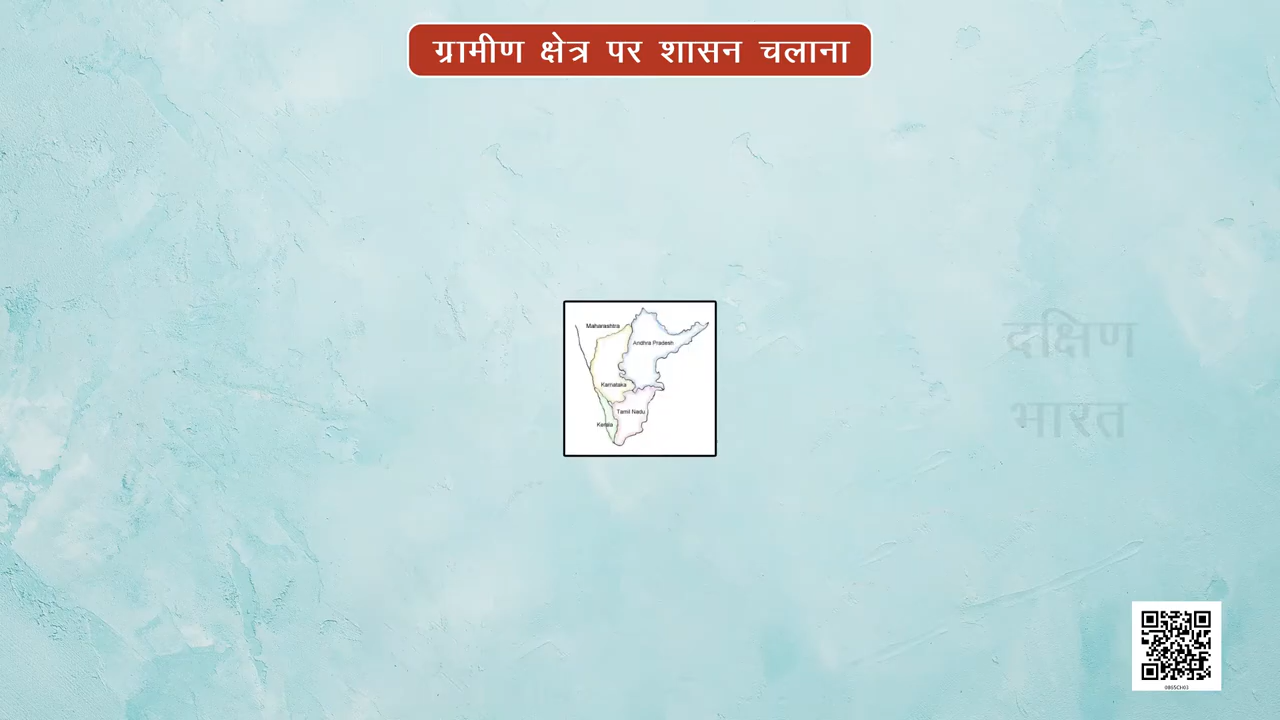 ग्रामीण क्षेत्र पर शासन चलाना
Maharashtra
Andhra Pradesh
दक्षिण
Karnataka
भारत
Tamil Nadu
Kerala